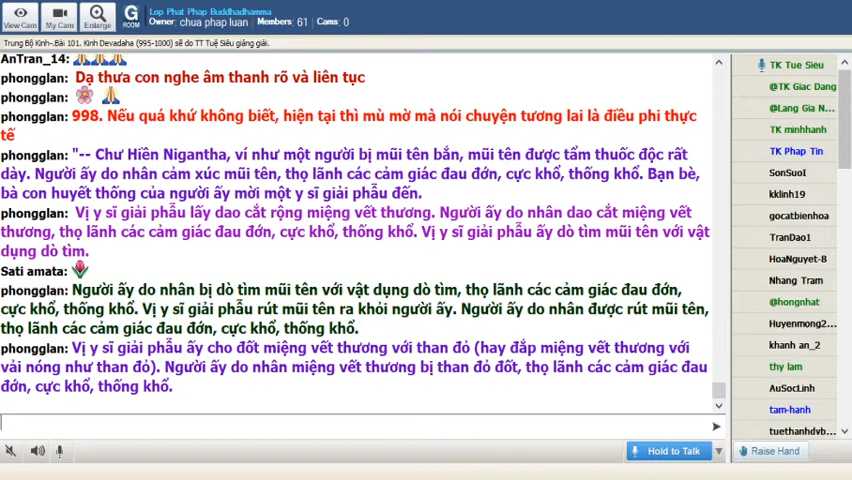 Lop Phat Phap Buddhadhamma
Owner: chua phap luan Members: 61 Cams: 0
View Cam My Cam Enlarge G ROOM
Trung Bộ Kinh-.Bài 101. Kinh Devadaha (995-1000) sẽ do TT Tuệ Siêu giảng giải.
AnTran_14:
phongglan: Dạ thưa con nghe âm thanh rõ và liên tục
phongglan:
phongglan: 998. Nếu quá khứ không biết, hiện tại thì mù mờ mà nói chuyện tương lai là điều phi thực
tế
phongglan: "-- Chư Hiền Nigantha, ví như một người bị mũi tên bắn, mũi tên được tẩm thuốc độc rất
dày. Người ấy do nhân cảm xúc mũi tên, thọ lãnh các cảm giác đau đớn, cực khổ, thống khổ. Bạn bè,
bà con huyết thống của người ấy mời một y sĩ giải phẫu đến.
phongglan: Vị y sĩ giải phẫu lấy dao cắt rộng miệng vết thương. Người ấy do nhân dao cắt miệng vết
thương, thọ lãnh các cảm giác đau đớn, cực khổ, thống khổ. Vị y sĩ giải phẫu ấy dò tìm mũi tên với vật
dụng dò tìm.
Sati amata:
phongglan: Người ấy do nhân bị dò tìm mũi tên với vật dụng dò tìm, thọ lãnh các cảm giác đau đớn,
cực khổ, thống khổ. Vị y sĩ giải phẫu rút mũi tên ra khỏi người ấy. Người ấy do nhân được rút mũi tên,
thọ lãnh các cảm giác đau đớn, cực khổ, thống khổ.
phongglan: Vị y sĩ giải phẫu ấy cho đốt miệng vết thương với than đỏ (hay đắp miệng vết thương với
vải nóng như than đỏ). Người ấy do nhân miệng vết thương bị than đỏ đốt, thọ lãnh các cảm giác đau
đớn, cực khổ, thống khổ.
TK Tue Sieu
@TK Giac Dang
@Lang Gia N...
TK minhhanh
TK Phap Tin
SonSuoI
kklinh19
gocatbienhoa
TranDao1
HoaNguyet-8
Nhang Tram
@hongnhat
Huyenmong2...
khanh an_2
thy lam
AuSocLinh
tam-hanh
tuethanhdvb...
Hold to Talk
Raise Hand